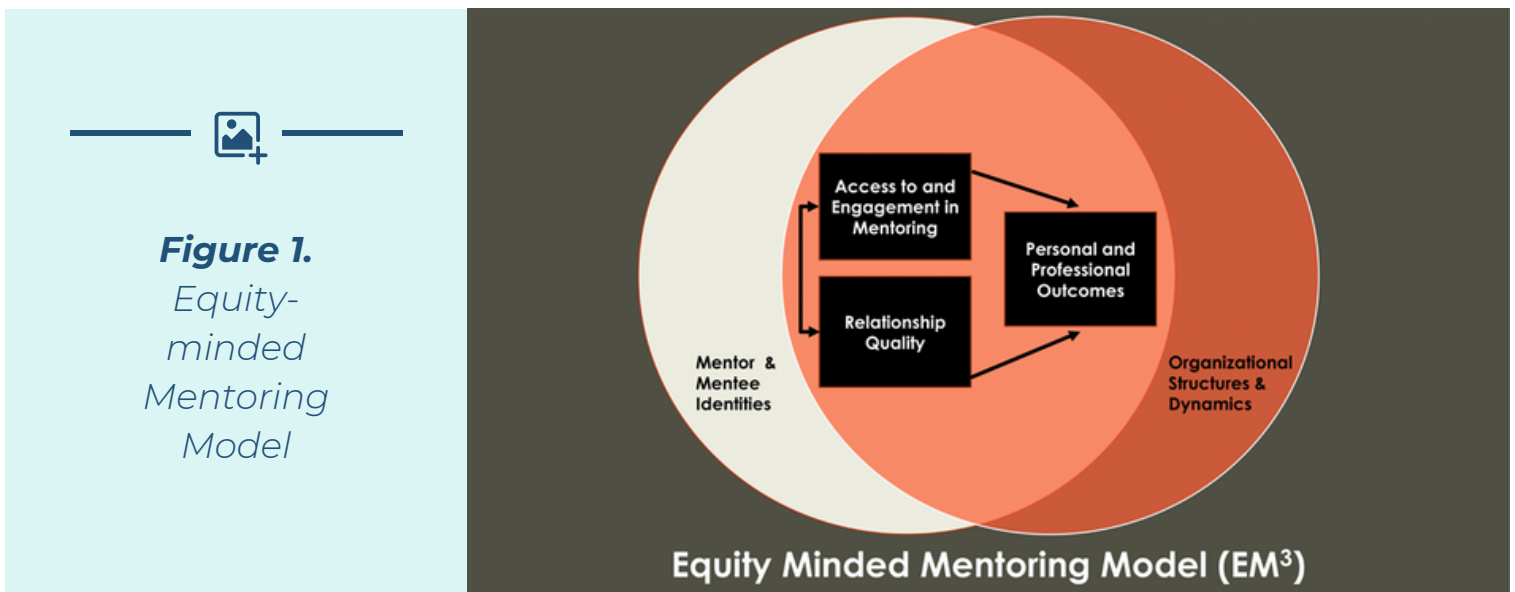 Figure 1.
Equity-
minded
Mentoring
Model
Access to and
Engagement in
Mentoring
Relationship
Quality
Personal and
Professional
Outcomes
Mentor & 
Mentee
Identities
Organizational
Structures &
Dynamics
Equity Minded Mentoring Model (EM³)